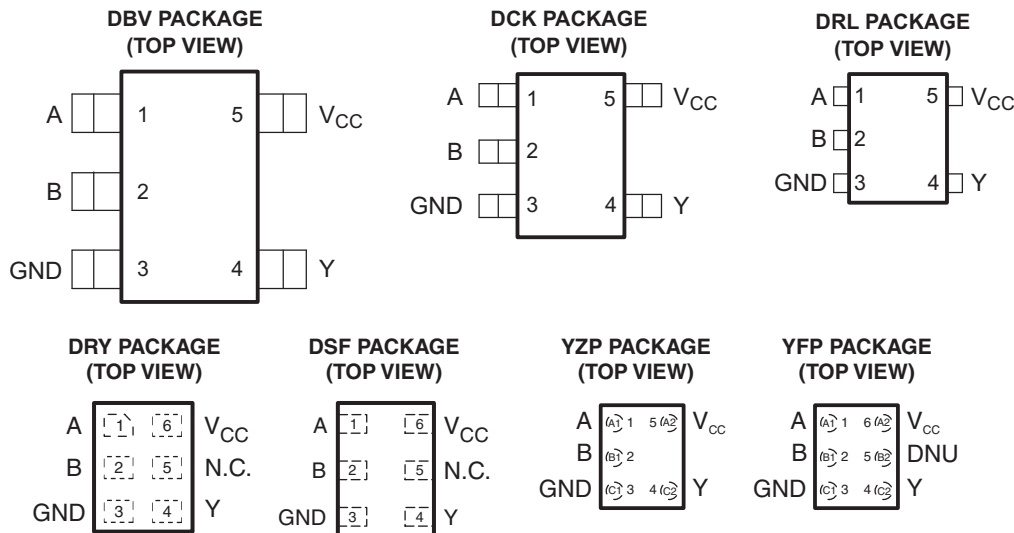 DBV PACKAGE
(TOP VIEW)
A 1 5 VCC
B 2
GND 3 4 Y
DCK PACKAGE
(TOP VIEW)
A 1 5 VCC
B 2
GND 3 4 Y
DRL PACKAGE
(TOP VIEW)
A 1 5 VCC
B 2
GND 3 4 Y
DRY PACKAGE
(TOP VIEW)
A 1 6 VCC
B 2 5 N.C.
GND 3 4 Y
DSF PACKAGE
(TOP VIEW)
A 1 6 VCC
B 2 5 N.C.
GND 3 4 Y
YZP PACKAGE
(TOP VIEW)
A A1 1 5 A2 VCC
B B1 2
GND C1 3 4 C2 Y
YFP PACKAGE
(TOP VIEW)
A A1 1 6 A2 VCC
B B1 2 5 B2 DNU
GND C1 3 4 C2 Y